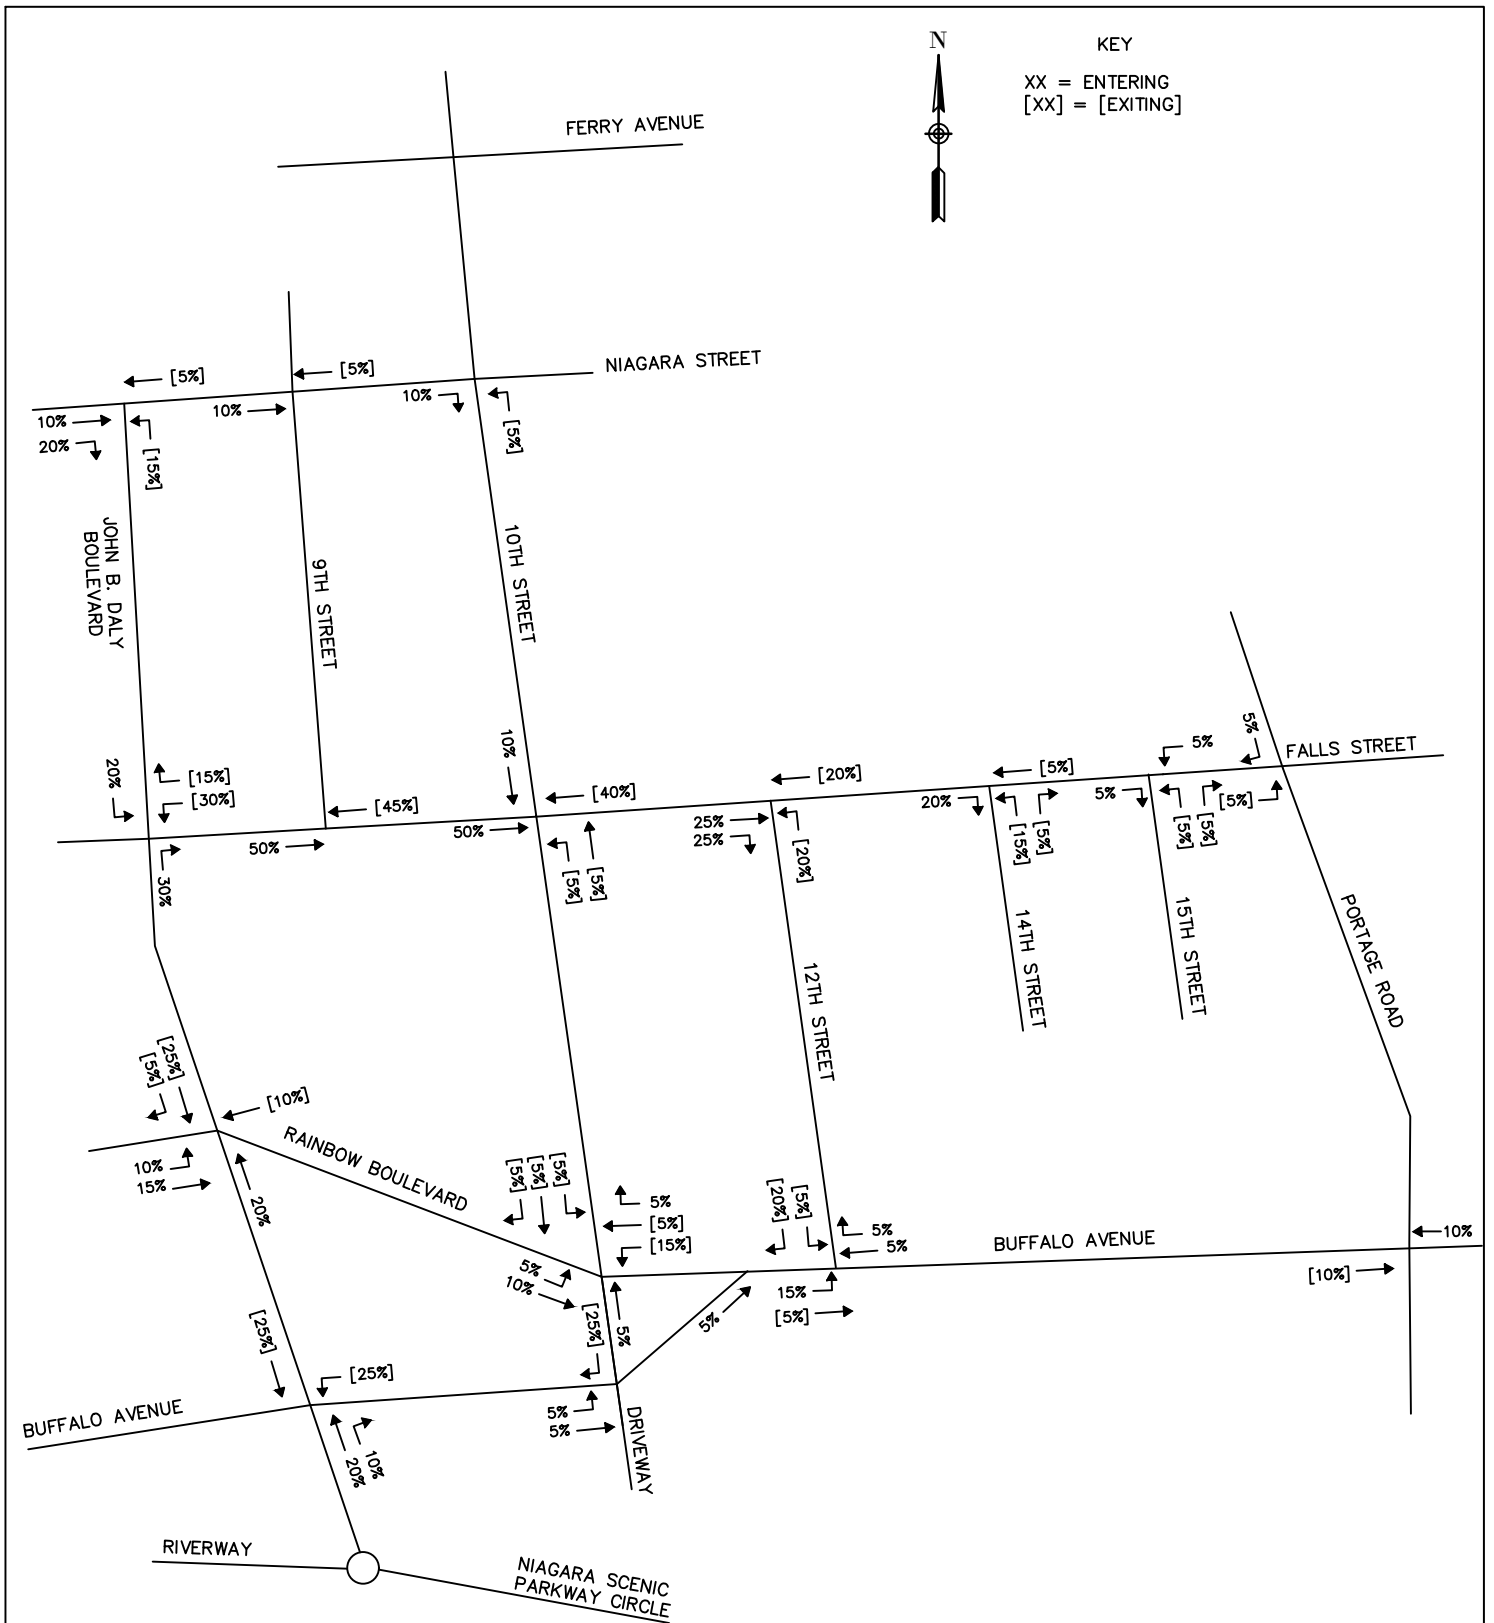 N
KEY
XX = ENTERING
[XX] = [EXITING]
FERRY AVENUE
NIAGARA STREET
[5%]
[5%]
10%
10%
10%
20%
[15%]
[5%]
JOHN B. DALY
BOULEVARD
9TH STREET
10TH STREET
5%
5%
FALLS STREET
20%
[15%]
[30%]
[45%]
10%
[40%]
[20%]
[5%]
50%
50%
25%
25%
20%
5%
[5%]
30%
[5%]
[5%]
[20%]
[15%]
[5%]
[5%]
[5%]
12TH STREET
14TH STREET
15TH STREET
PORTAGE ROAD
[25%]
[5%]
[10%]
10%
15%
20%
RAINBOW BOULEVARD
[5%]
[5%]
[5%]
5%
[5%]
[15%]
[20%]
[5%]
5%
5%
BUFFALO AVENUE
10%
[10%]
5%
10%
15%
[5%]
[25%]
5%
5%
[25%]
[25%]
5%
5%
BUFFALO AVENUE
20%
10%
DRIVEWAY
RIVERWAY
NIAGARA SCENIC
PARKWAY CIRCLE